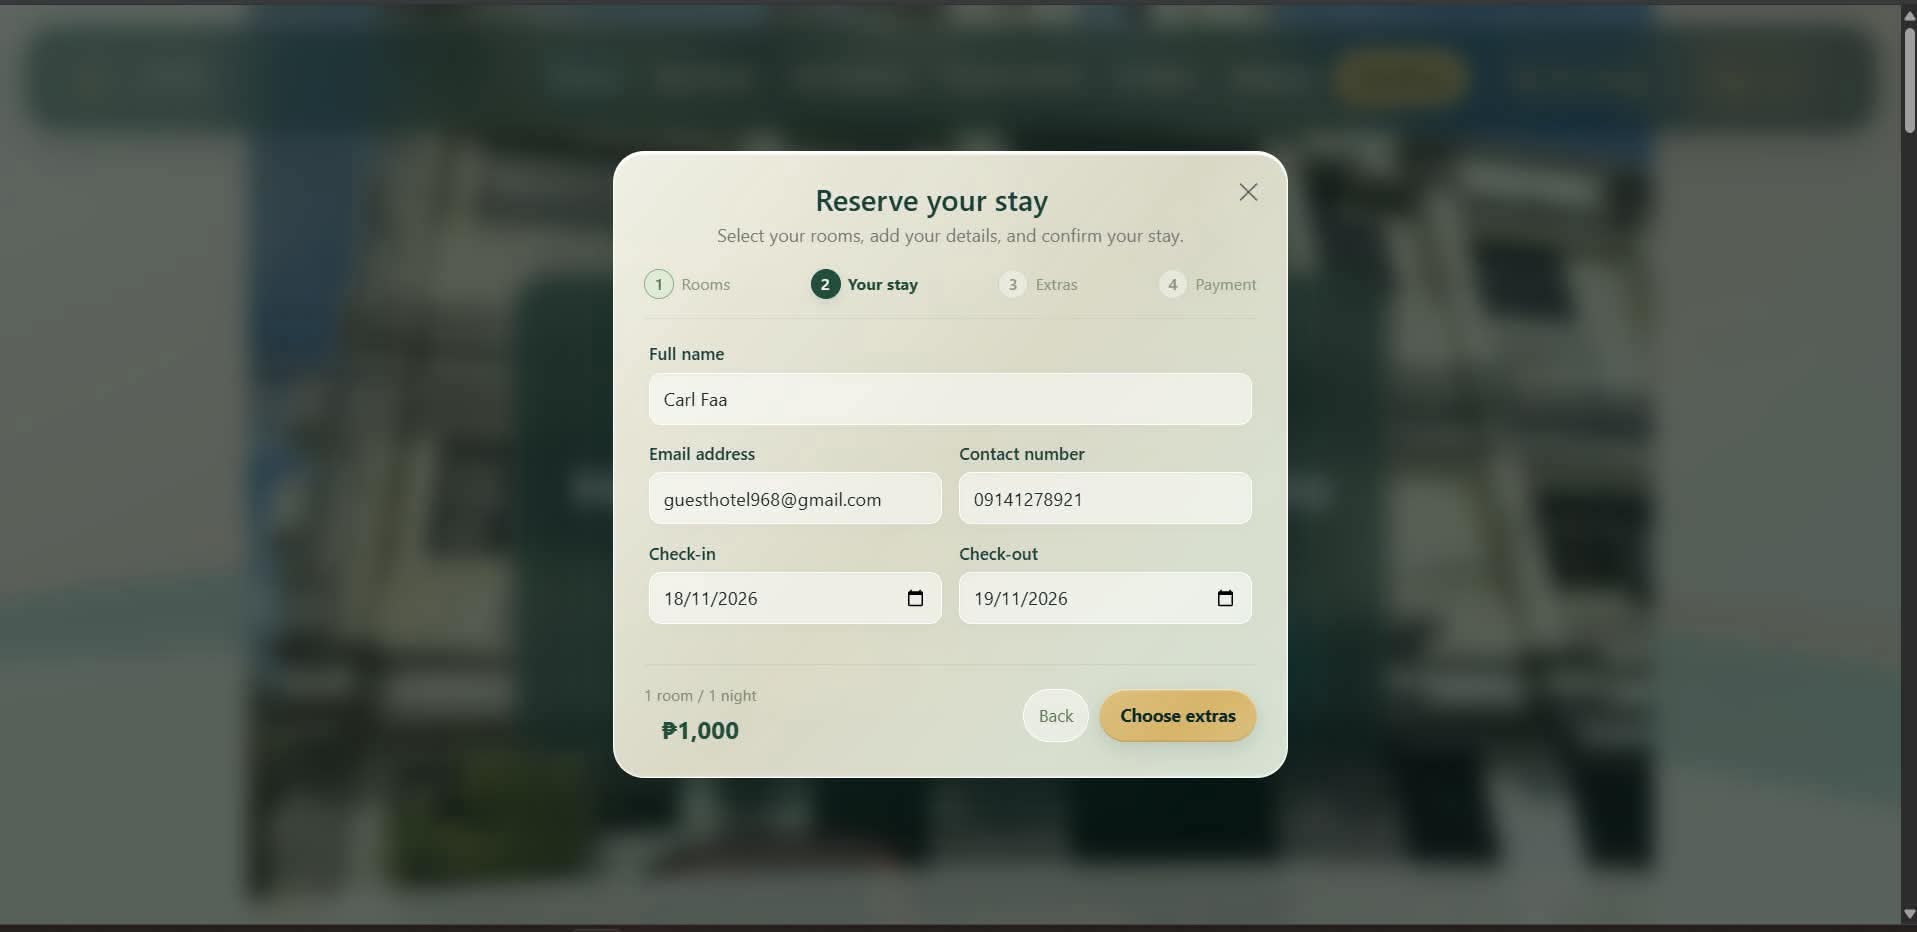 Reserve your stay
Select your rooms, add your details, and confirm your stay.
1 Rooms 2 Your stay 3 Extras 4 Payment
Full name
Carl Faa
Email address Contact number
guesthotel968@gmail.com 09141278921
Check-in Check-out
18/11/2026 19/11/2026
1 room / 1 night
₱1,000
Back Choose extras